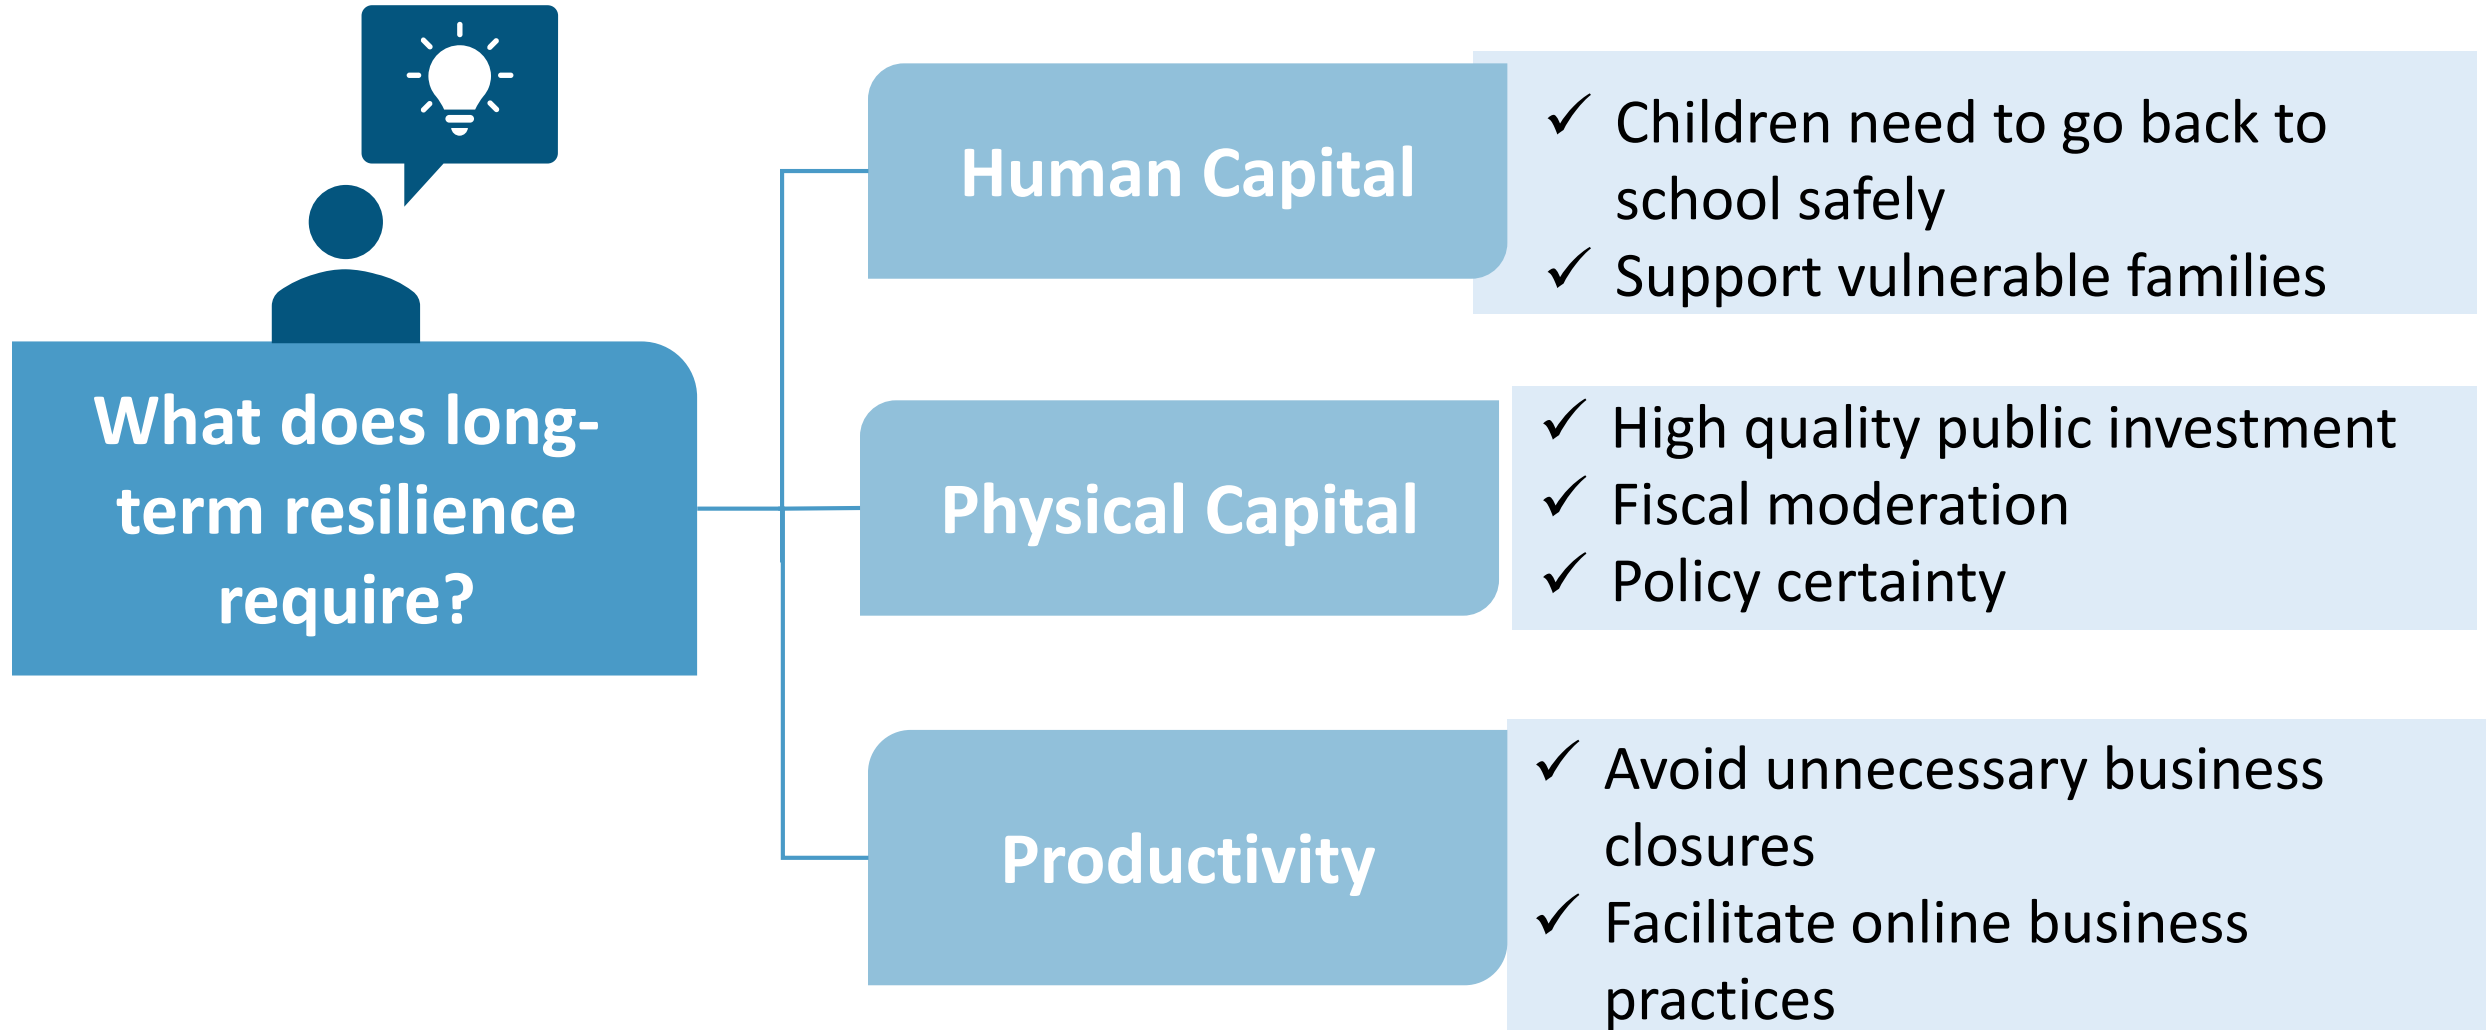 What does long-
term resilience
require?
Human Capital
✓ Children need to go back to
school safely
✓ Support vulnerable families
Physical Capital
✓ High quality public investment
✓ Fiscal moderation
✓ Policy certainty
Productivity
✓ Avoid unnecessary business
closures
✓ Facilitate online business
practices